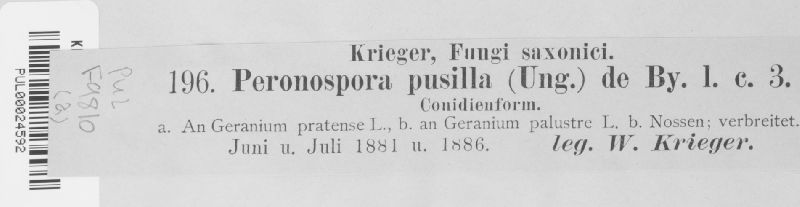 Krieger, Fungi saxonici.
196. Peronospora pusilla (Ung.) de By. l. c. 3.
Conidienform.
a. An Geranium pratense L., b. an Geranium palustre L. b. Nossen; verbreitet.
Juni u. Juli 1881 u. 1886. leg. W. Krieger.
PUL
F9810
(a)
PUL00024592
K